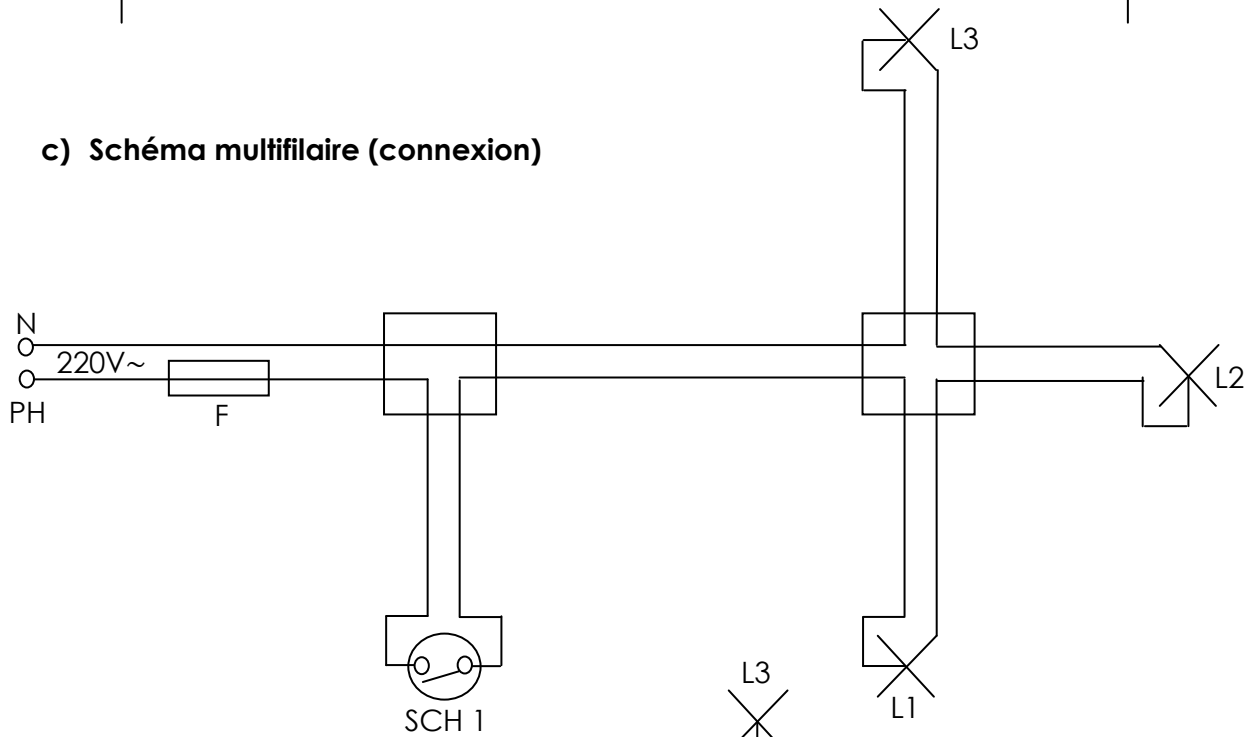 L3
c) Schéma multifilaire (connexion)
N
220V~
PH
F
L2
SCH 1
L3
L1